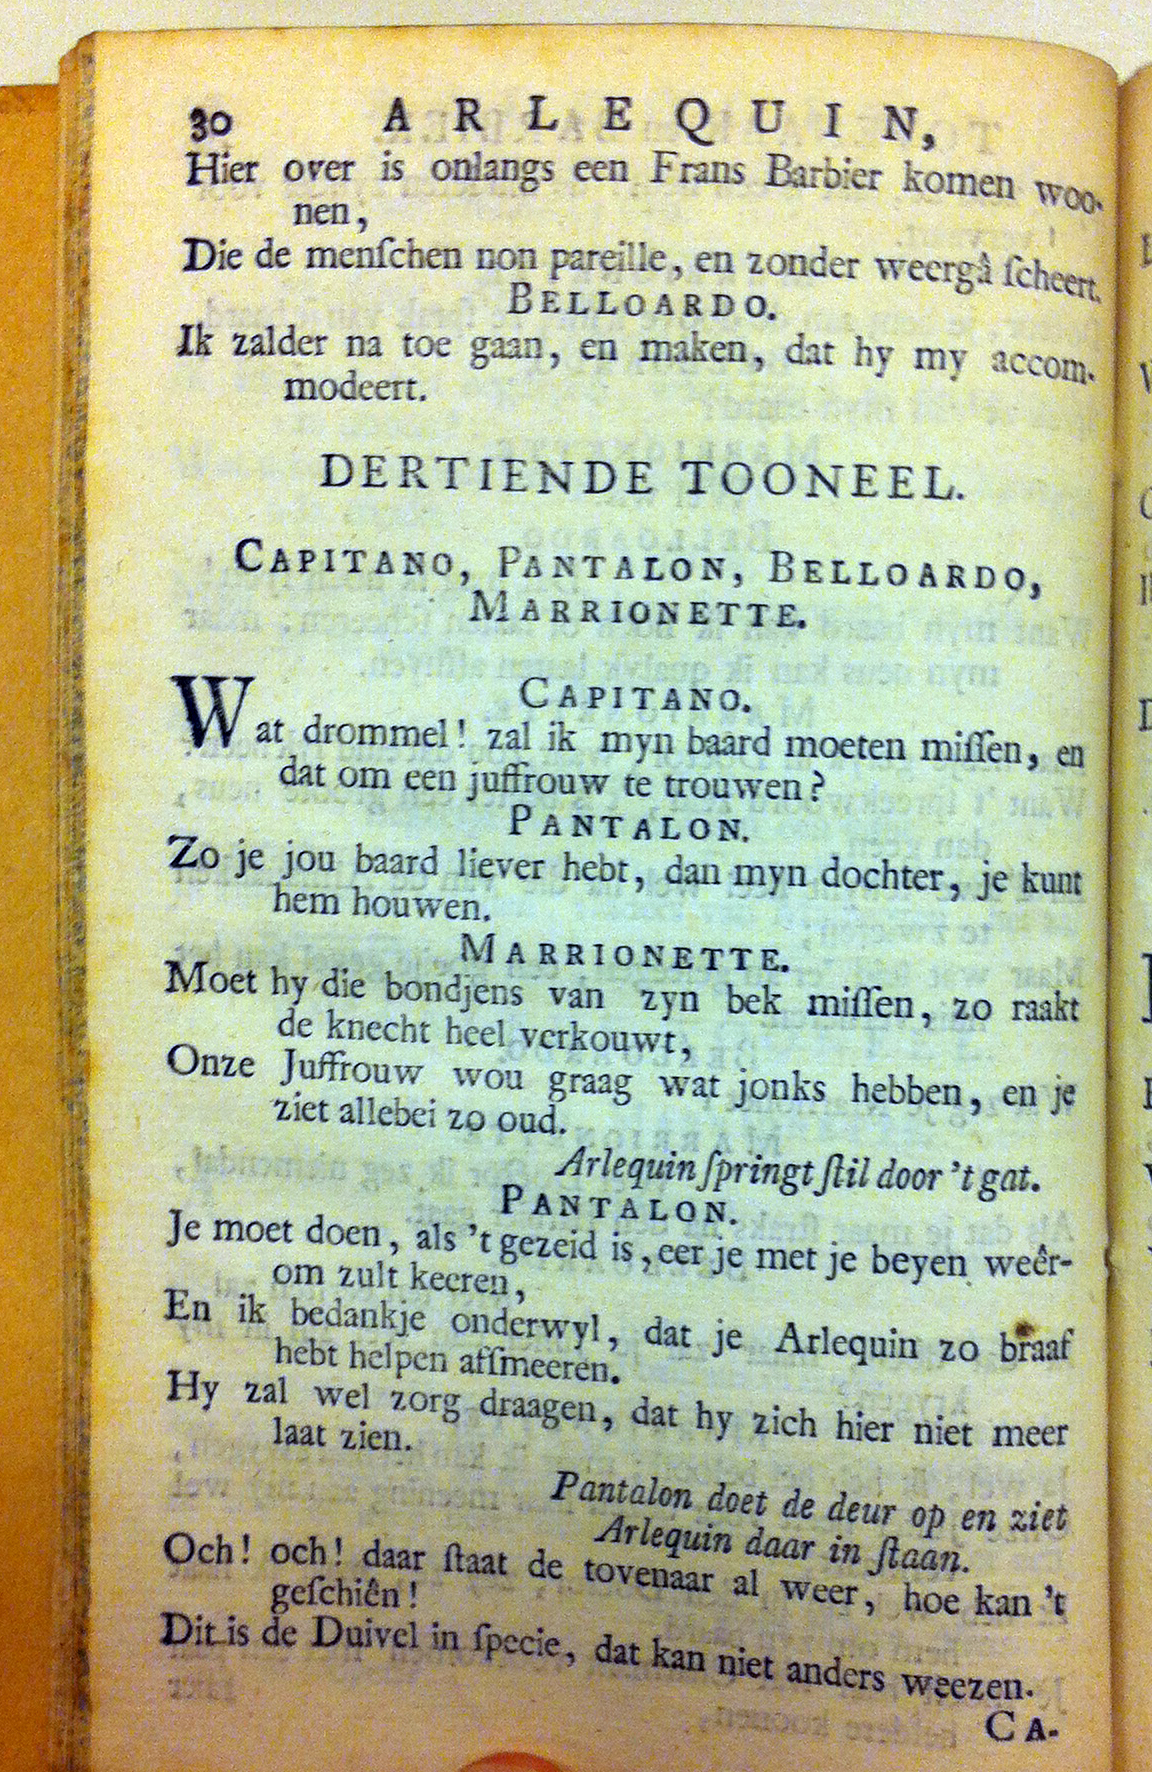 30 ARLEQUIN,
Hier over is onlangs een Frans Barbier komen woo-
nen,
Die de menſchen non pareille, en zonder weergâ ſcheert.
BELLOARDO.
Ik zalder na toe gaan, en maken, dat hy my accom-
modeert.
DERTIENDE TOONEEL.
CAPITANO, PANTALON, BELLOARDO,
MARRIONETTE.
CAPITANO.
Wat drommel! zal ik myn baard moeten miſſen, en
dat om een juffrouw te trouwen?
PANTALON.
Zo je jou baard liever hebt, dan myn dochter, je kunt
hem houwen.
MARRIONETTE.
Moet hy die bondjens van zyn bek miſſen, zo raakt
de knecht heel verkouwt,
Onze Juffrouw wou graag wat jonks hebben, en je
ziet allebei zo oud.
Arlequin ſpringt ſtil door 't gat.
PANTALON.
Je moet doen, als 't gezeid is, eer je met je beyen weêr-
om zult keeren,
En ik bedankje onderwyl, dat je Arlequin zo braaf
hebt helpen afſmeeren.
Hy zal wel zorg draagen, dat hy zich hier niet meer
laat zien.
Pantalon doet de deur op en ziet
Arlequin daar in ſtaan.
Och! och! daar ſtaat de tovenaar al weer, hoe kan 't
geſchiên!
Dit is de Duivel in ſpecie, dat kan niet anders weezen.
CA-